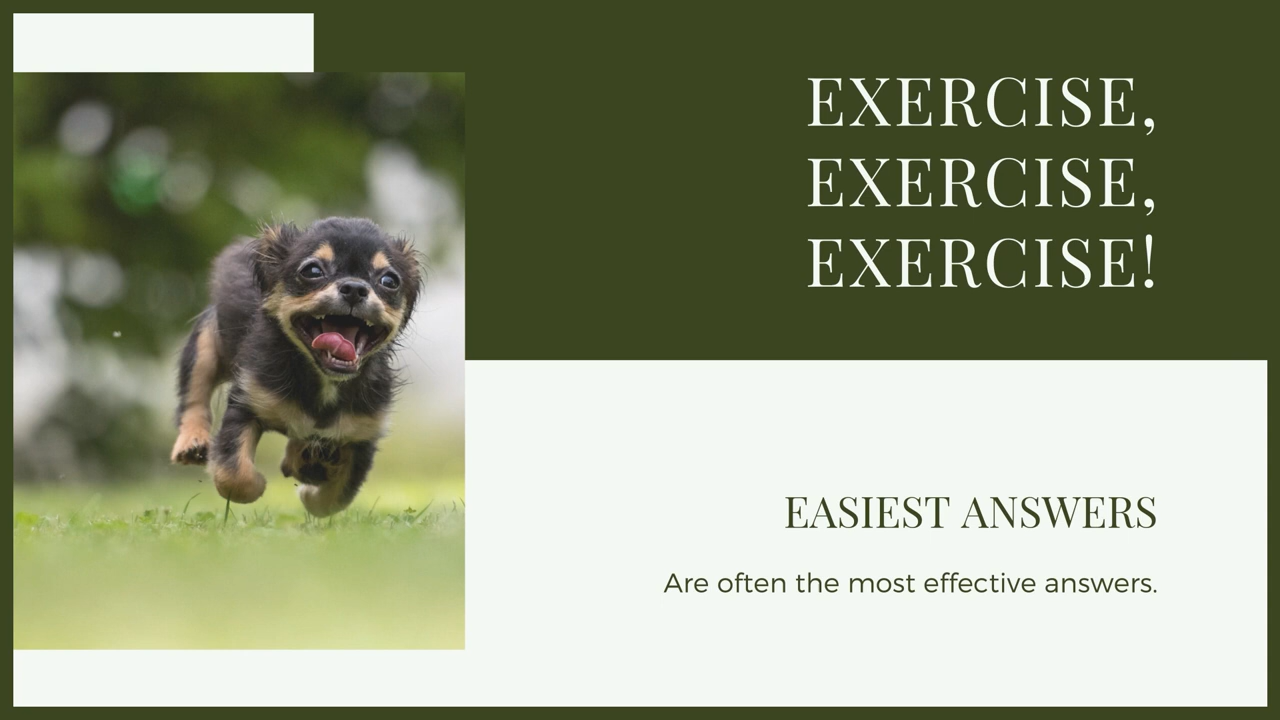 EXERCISE,
EXERCISE,
EXERCISE!
EASIEST ANSWERS
Are often the most effective answers.